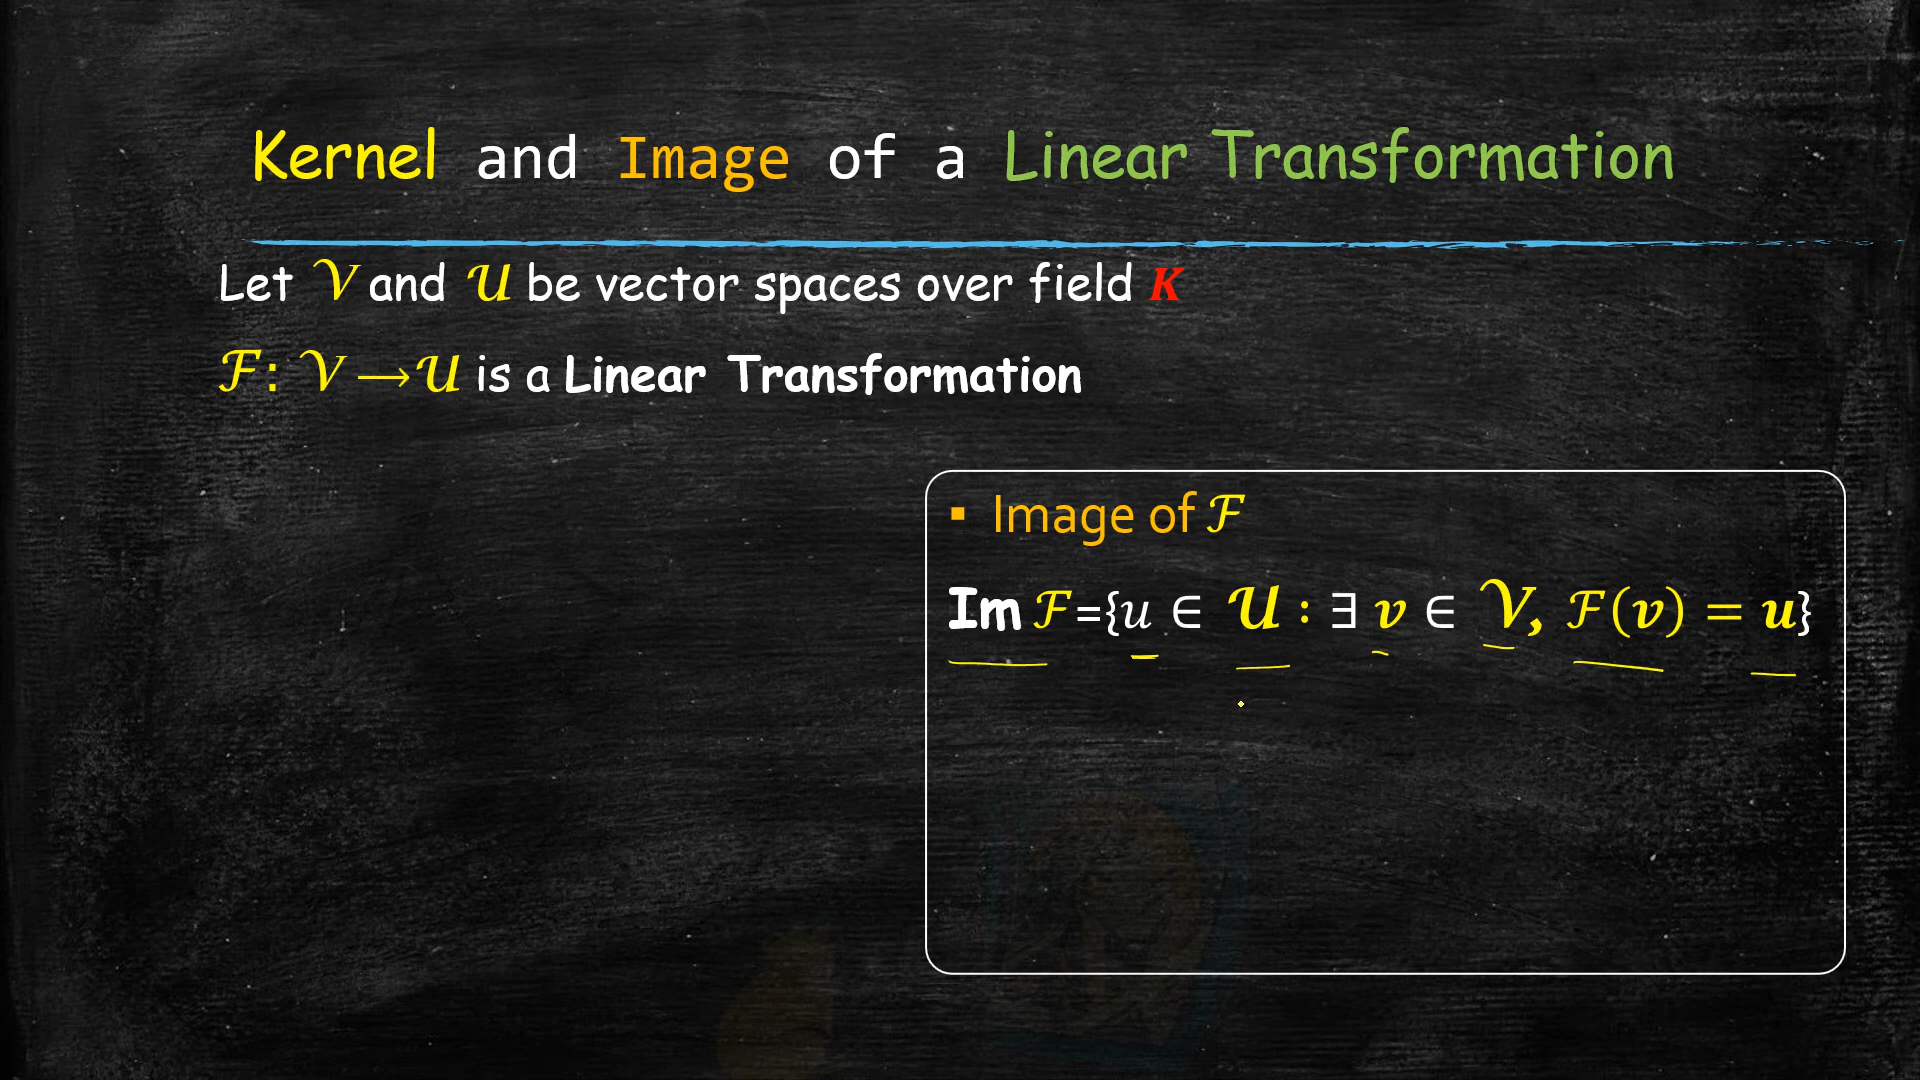 Kernel and Image of a Linear Transformation
Let 𝒱 and 𝒰 be vector spaces over field K
ℱ: 𝒱 ⟶ 𝒰 is a Linear Transformation
▪ Image of ℱ
Im ℱ={u ∈ 𝒰 : ∃ v ∈ 𝒱, ℱ(v) = u}